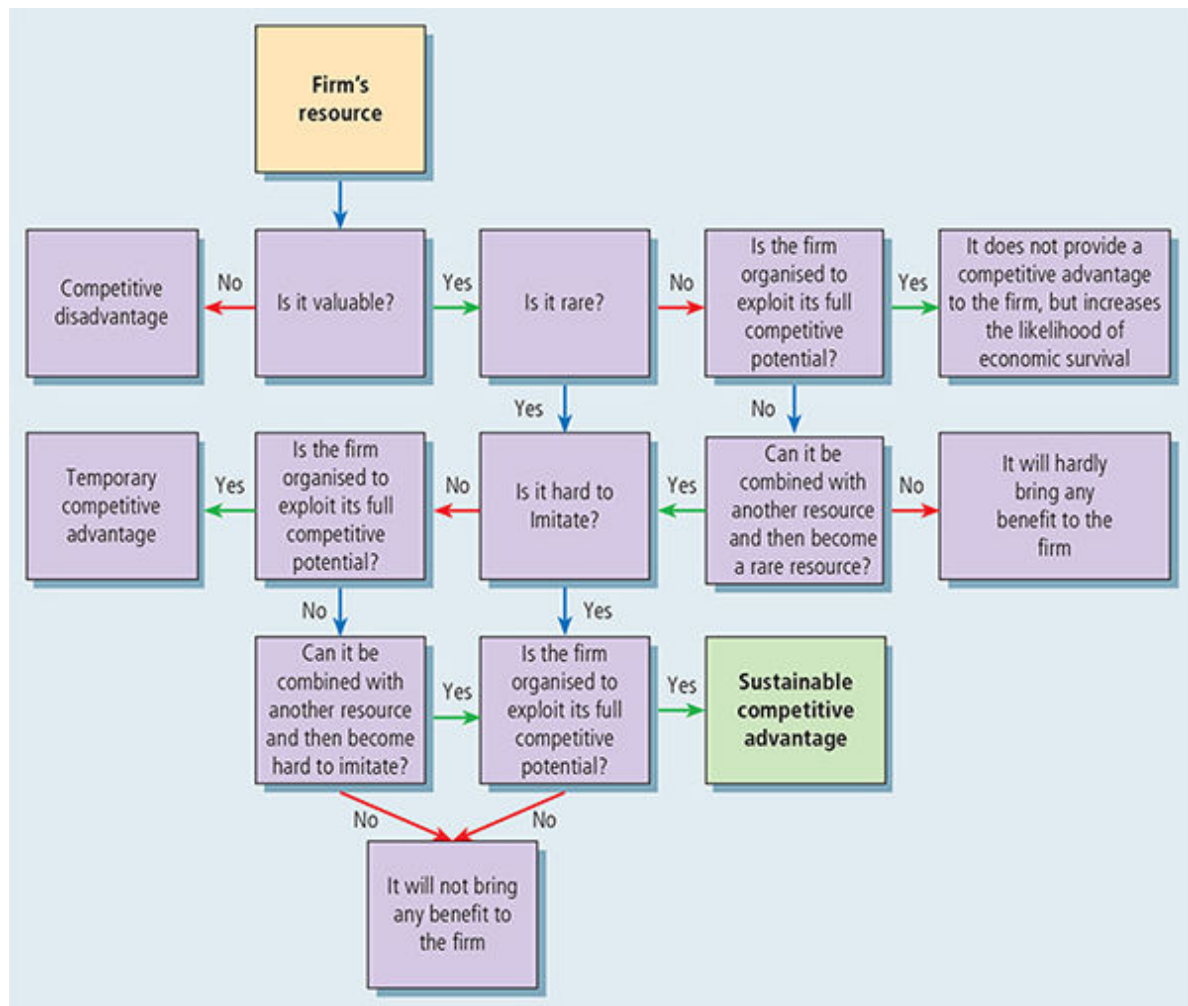 Firm's
resource
Competitive
disadvantage
No
Is it valuable?
Yes
Is it rare?
No
Is the firm
organised to
exploit its full
competitive
potential?
Yes
It does not provide a
competitive advantage
to the firm, but increases
the likelihood of
economic survival
Yes
No
Temporary
competitive
advantage
Yes
Is the firm
organised to
exploit its full
competitive
potential?
No
Is it hard to
Imitate?
Yes
Can it be
combined with
another resource
and then become
a rare resource?
No
It will hardly
bring any
benefit to the
firm
No
Yes
Can it be
combined with
another resource
and then become
hard to imitate?
Yes
Is the firm
organised to
exploit its full
competitive
potential?
Yes
Sustainable
competitive
advantage
No
No
It will not bring
any benefit to
the firm